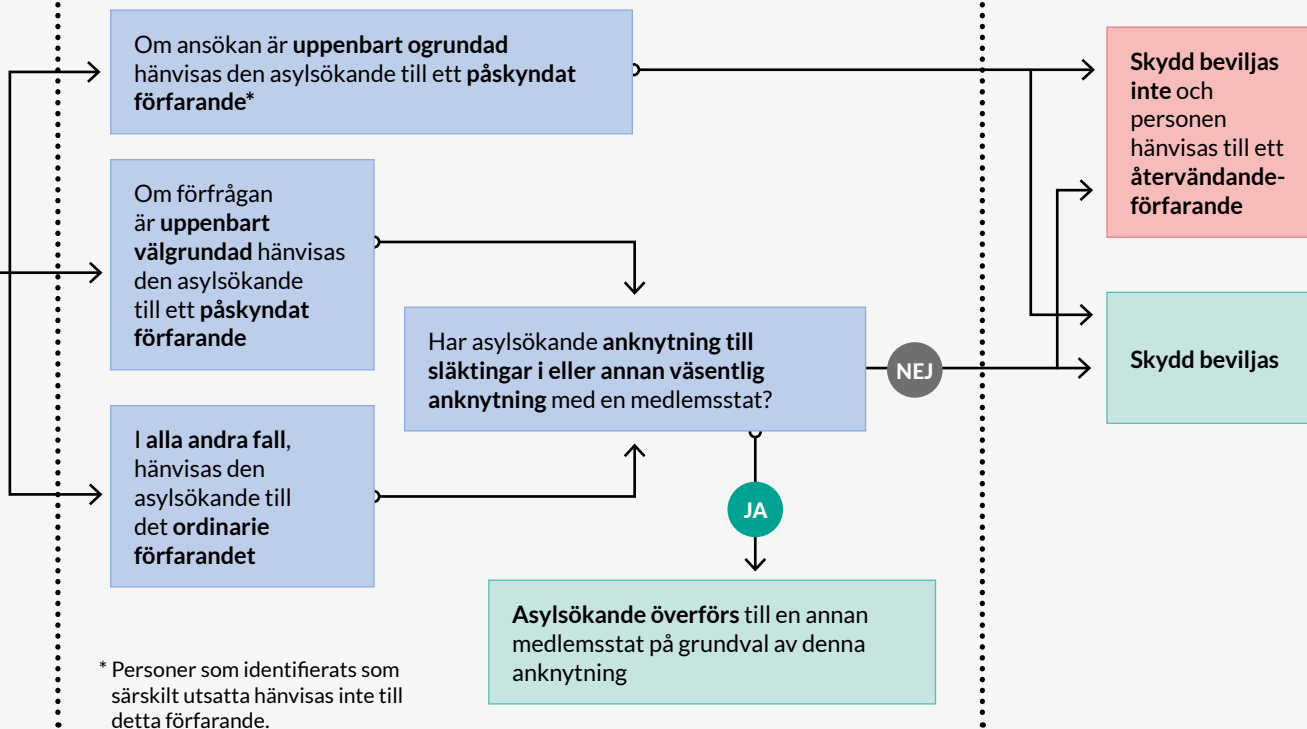 Om ansökan är uppenbart ogrundad
hänvisas den asylsökande till ett påskyndat
förfarande*
Om förfrågan
är uppenbart
välgrundad hänvisas
den asylsökande
till ett påskyndat
förfarande
I alla andra fall,
hänvisas den
asylsökande till
det ordinarie
förfarandet
* Personer som identifierats som
särskilt utsatta hänvisas inte till
detta förfarande.
Har asylsökande anknytning till
släktingar i eller annan väsentlig
anknytning med en medlemsstat?
NEJ
JA
Asylsökande överförs till en annan
medlemsstat på grundval av denna
anknytning
Skydd beviljas
inte och
personen
hänvisas till ett
återvändande-
förfarande
Skydd beviljas